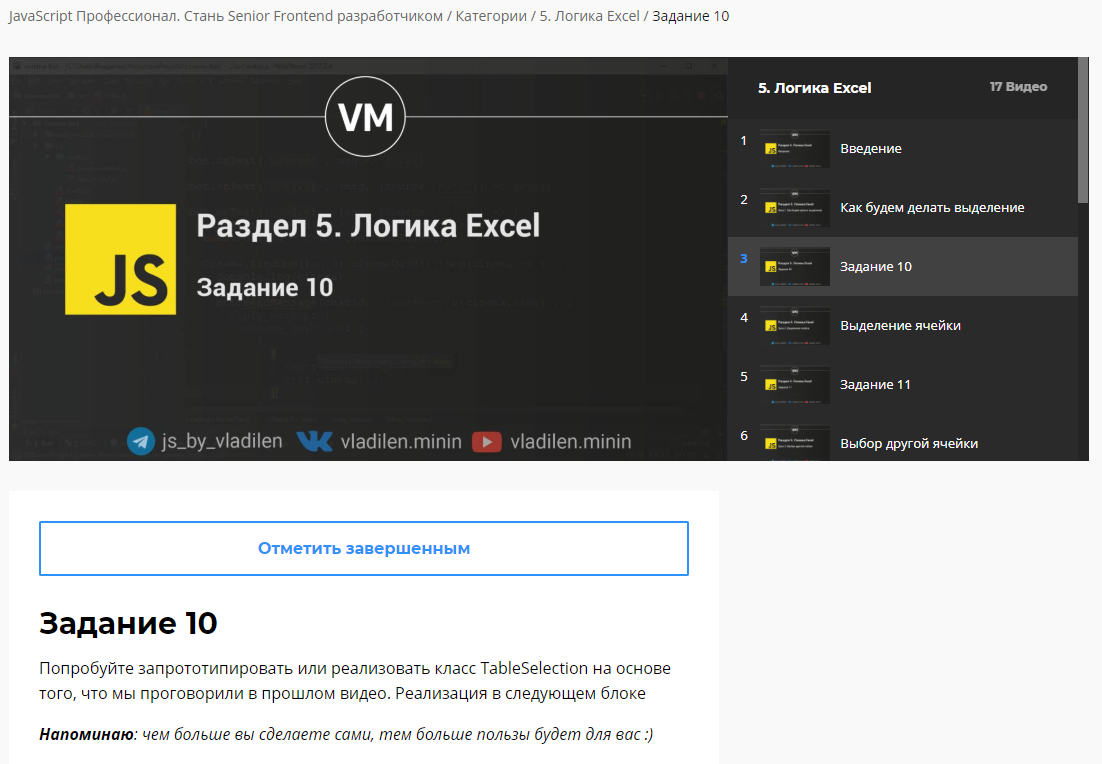 JavaScript Профессионал. Стань Senior Frontend разработчиком / Категории / 5. Логика Excel / Задание 10
VM
JS
Раздел 5. Логика Excel
Задание 10
js_by_vladilen
vladilen.minin
vladilen.minin
5. Логика Excel
17 Видео
1
Введение
2
Как будем делать выделение
3
Задание 10
4
Выделение ячейки
5
Задание 11
6
Выбор другой ячейки
Отметить завершенным
Задание 10
Попробуйте запрототипировать или реализовать класс TableSelection на основе
того, что мы проговорили в прошлом видео. Реализация в следующем блоке
Напоминаю: чем больше вы сделаете сами, тем больше пользы будет для вас :)